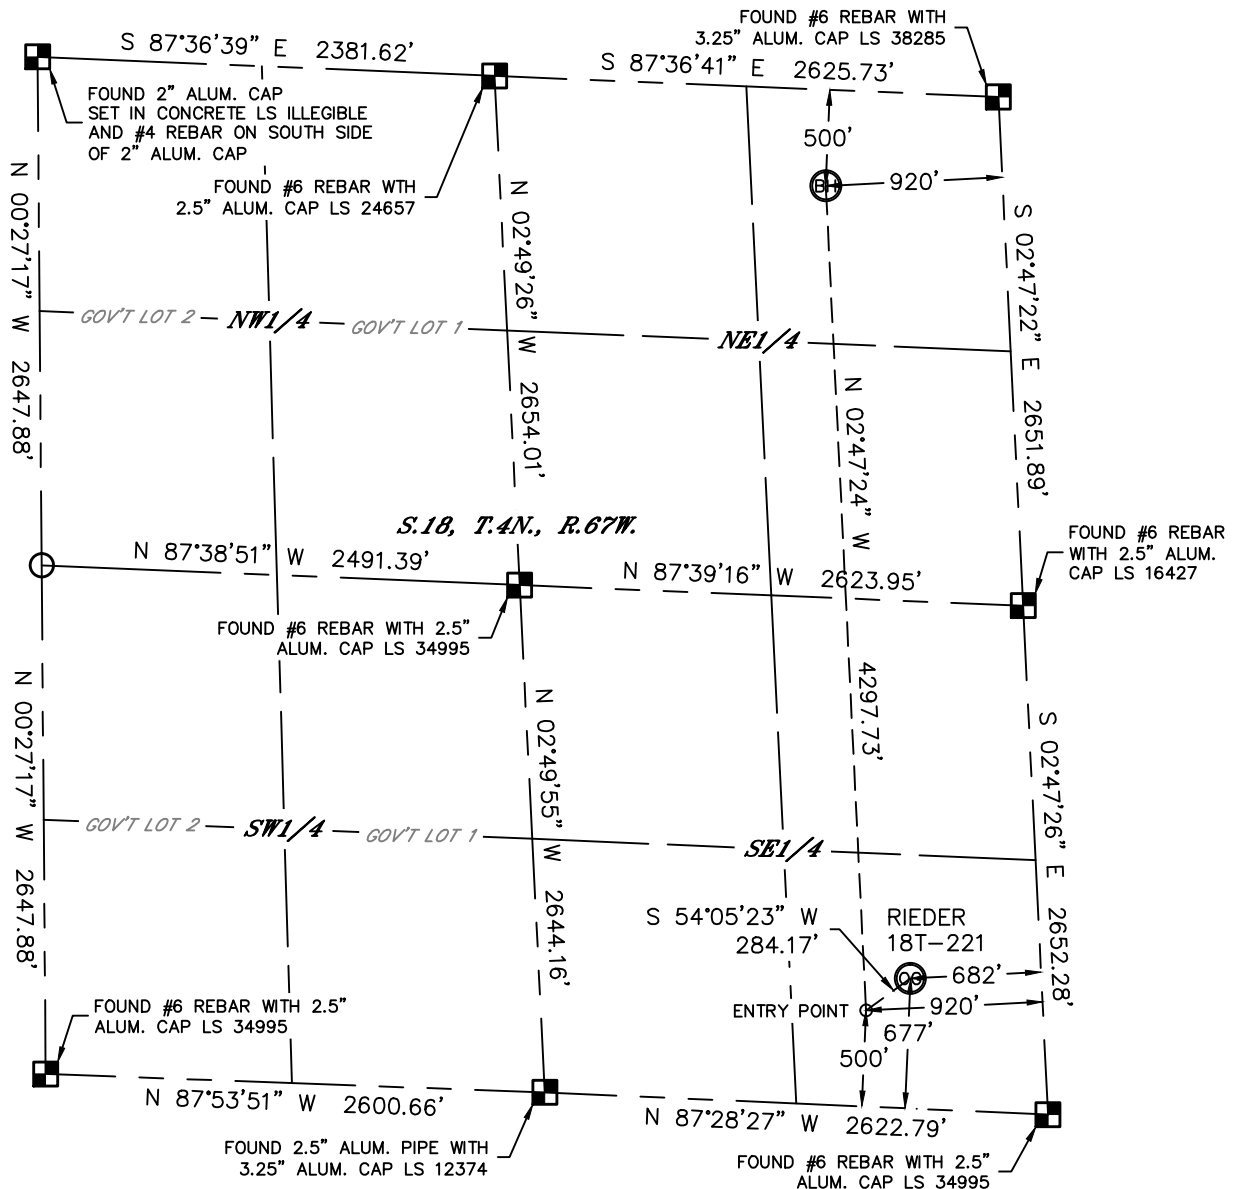 FOUND #6 REBAR WITH
3.25" ALUM. CAP LS 38285
S 87°36'39" E 2381.62'
S 87°36'41" E 2625.73'
FOUND 2" ALUM. CAP
SET IN CONCRETE LS ILLEGIBLE
AND #4 REBAR ON SOUTH SIDE
OF 2" ALUM. CAP
500'
BH
920'
FOUND #6 REBAR WTH
2.5" ALUM. CAP LS 24657
N 00°27'17" W 2647.88'
N 02°49'26" W 2654.01'
S 02°47'22" E 2651.89'
GOV'T LOT 2
NW1/4
GOV'T LOT 1
NE1/4
N 02°47'24" W 4297.73'
S.18, T.4N., R.67W.
N 87°38'51" W 2491.39'
N 87°39'16" W 2623.95'
FOUND #6 REBAR
WITH 2.5" ALUM.
CAP LS 16427
FOUND #6 REBAR WITH 2.5"
ALUM. CAP LS 34995
N 00°27'17" W 2647.88'
N 02°49'55" W 2644.16'
S 02°47'26" E 2652.28'
GOV'T LOT 2
SW1/4
GOV'T LOT 1
SE1/4
S 54°05'23" W
284.17'
RIEDER
18T-221
OG
682'
ENTRY POINT
920'
677'
500'
FOUND #6 REBAR WITH 2.5"
ALUM. CAP LS 34995
N 87°53'51" W 2600.66'
N 87°28'27" W 2622.79'
FOUND 2.5" ALUM. PIPE WITH
3.25" ALUM. CAP LS 12374
FOUND #6 REBAR WITH 2.5"
ALUM. CAP LS 34995